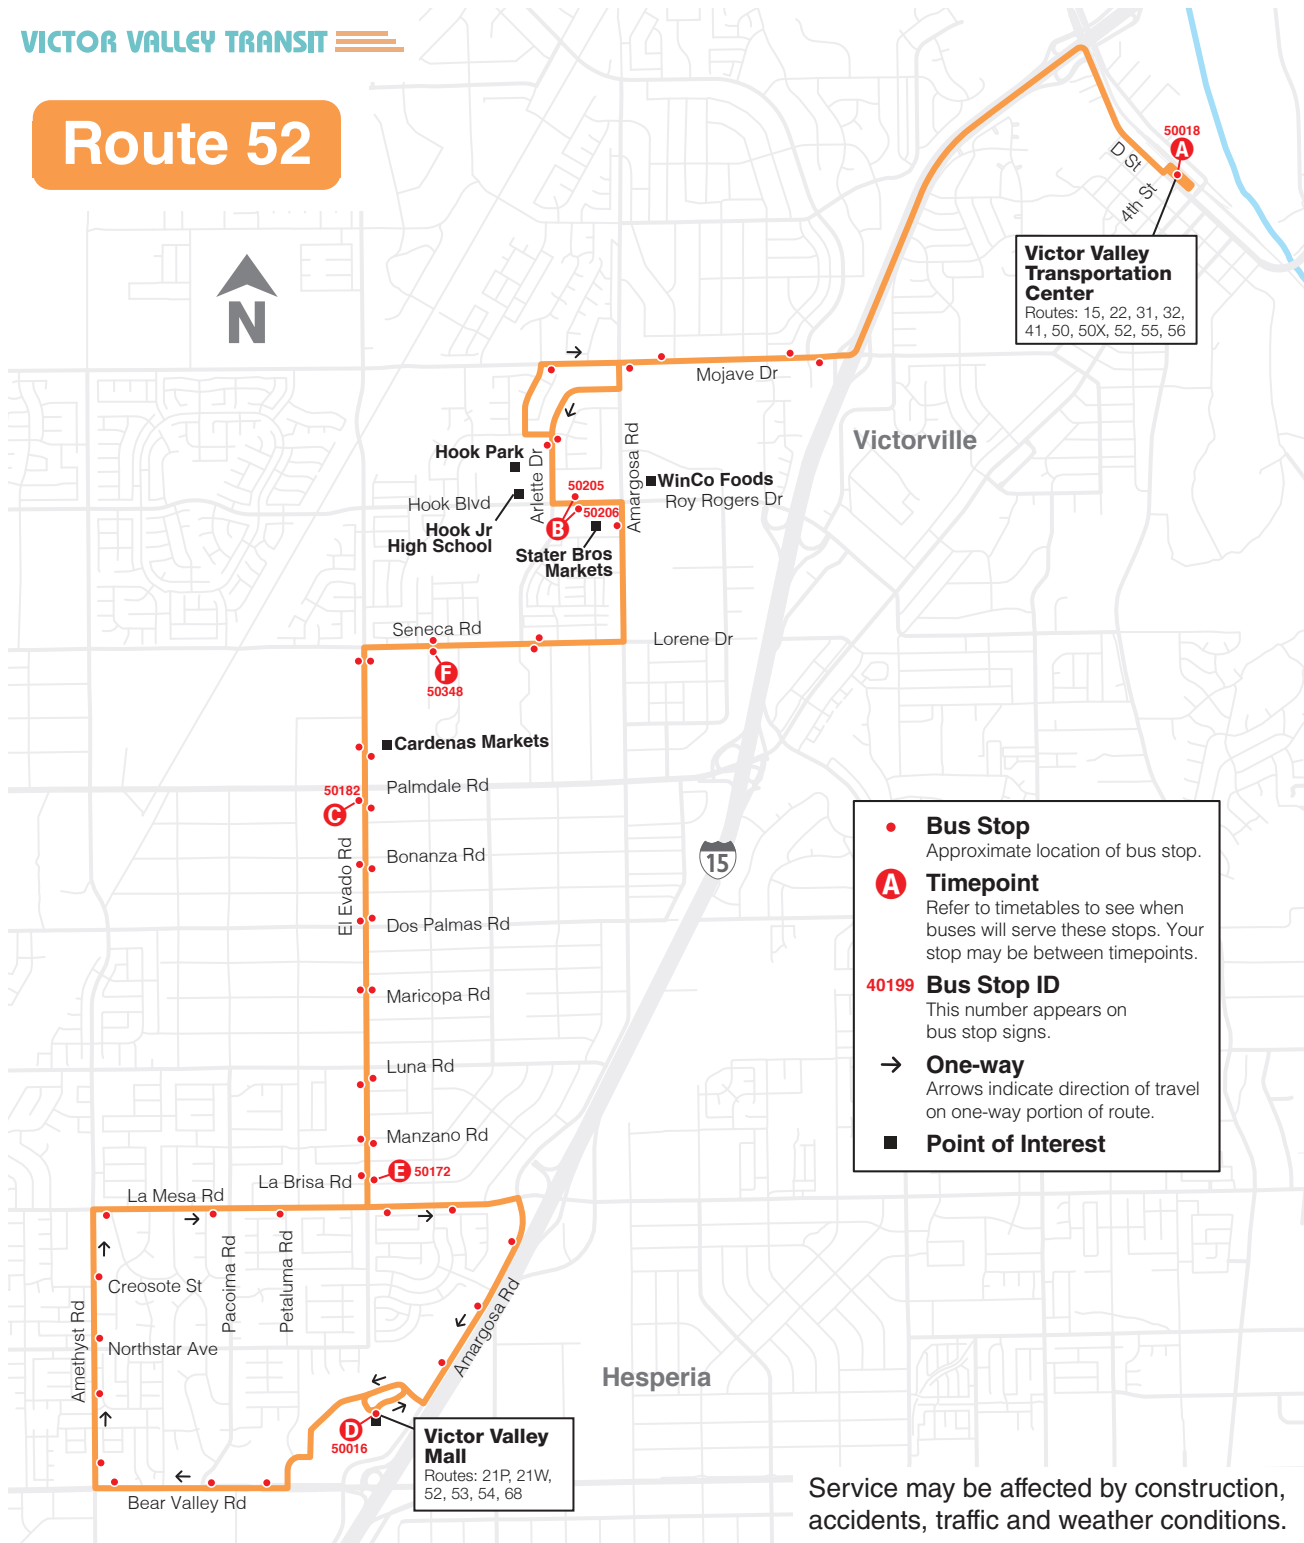 VICTOR VALLEY TRANSIT
Route 52
N
50018
A
D St
4th St
Victor Valley
Transportation
Center
Routes: 15, 22, 31, 32,
41, 50, 50X, 52, 55, 56
Mojave Dr
Victorville
Hook Park
Arlette Dr
Amargosa Rd
WinCo Foods
50205
Hook Blvd
Roy Rogers Dr
50206
B
Hook Jr
High School
Stater Bros
Markets
Seneca Rd
Lorene Dr
F
50348
Cardenas Markets
50182
Palmdale Rd
C
El Evado Rd
Bonanza Rd
15
Dos Palmas Rd
Maricopa Rd
Luna Rd
Manzano Rd
La Brisa Rd
E
50172
La Mesa Rd
Pacoima Rd
Petaluma Rd
Creosote St
Amethyst Rd
Northstar Ave
Amargosa Rd
Hesperia
D
50016
Victor Valley
Mall
Routes: 21P, 21W,
52, 53, 54, 68
Bear Valley Rd
Bus Stop
Approximate location of bus stop.
A
Timepoint
Refer to timetables to see when
buses will serve these stops. Your
stop may be between timepoints.
40199
Bus Stop ID
This number appears on
bus stop signs.
One-way
Arrows indicate direction of travel
on one-way portion of route.
Point of Interest
Service may be affected by construction,
accidents, traffic and weather conditions.